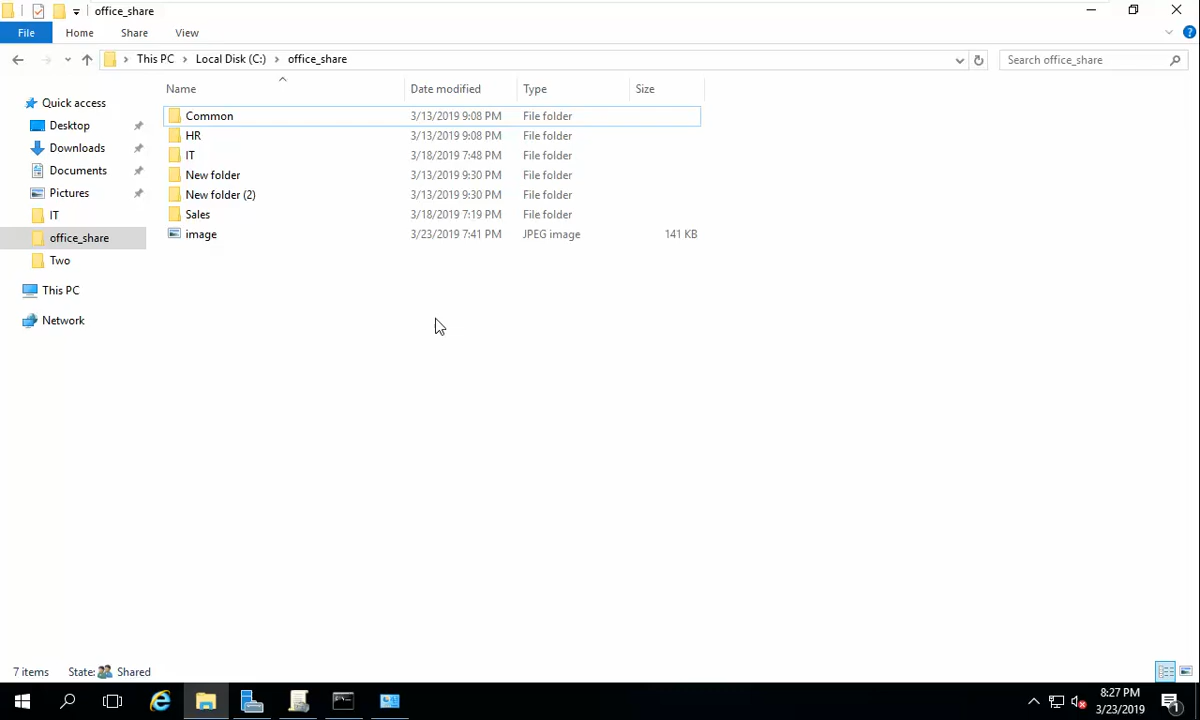 office_share
File Home Share View
This PC Local Disk (C:) office_share Search office_share
Name Date modified Type Size
Quick access
Desktop
Downloads
Documents
Pictures
IT
office_share
Two
This PC
Network
Common 3/13/2019 9:08 PM File folder
HR 3/13/2019 9:08 PM File folder
IT 3/18/2019 7:48 PM File folder
New folder 3/13/2019 9:30 PM File folder
New folder (2) 3/13/2019 9:30 PM File folder
Sales 3/18/2019 7:19 PM File folder
image 3/23/2019 7:41 PM JPEG image 141 KB
7 items State: Shared
8:27 PM
3/23/2019
1